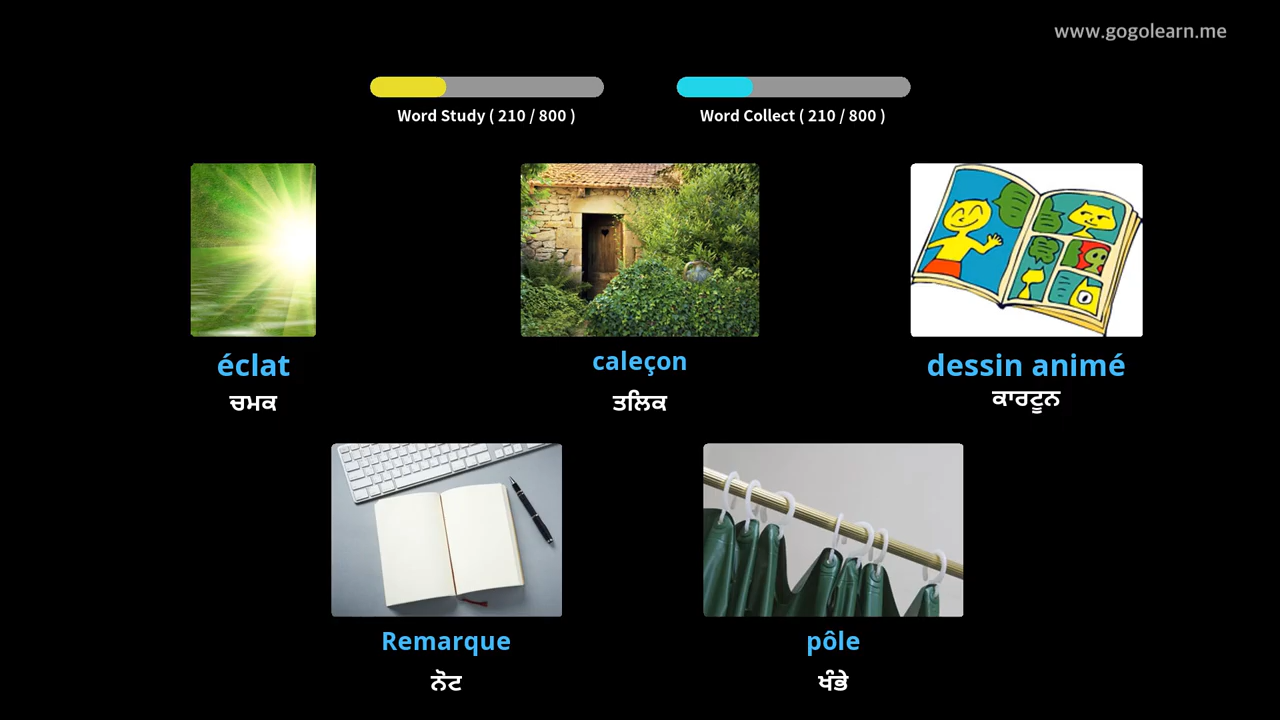 www.gogolearn.me
Word Study ( 210 / 800 )
Word Collect ( 210 / 800 )
éclat
ਚਮਕ
caleçon
ਤਲਿਕ
dessin animé
ਕਾਰਟੂਨ
Remarque
ਨੋਟ
pôle
ਖੰਭੇ